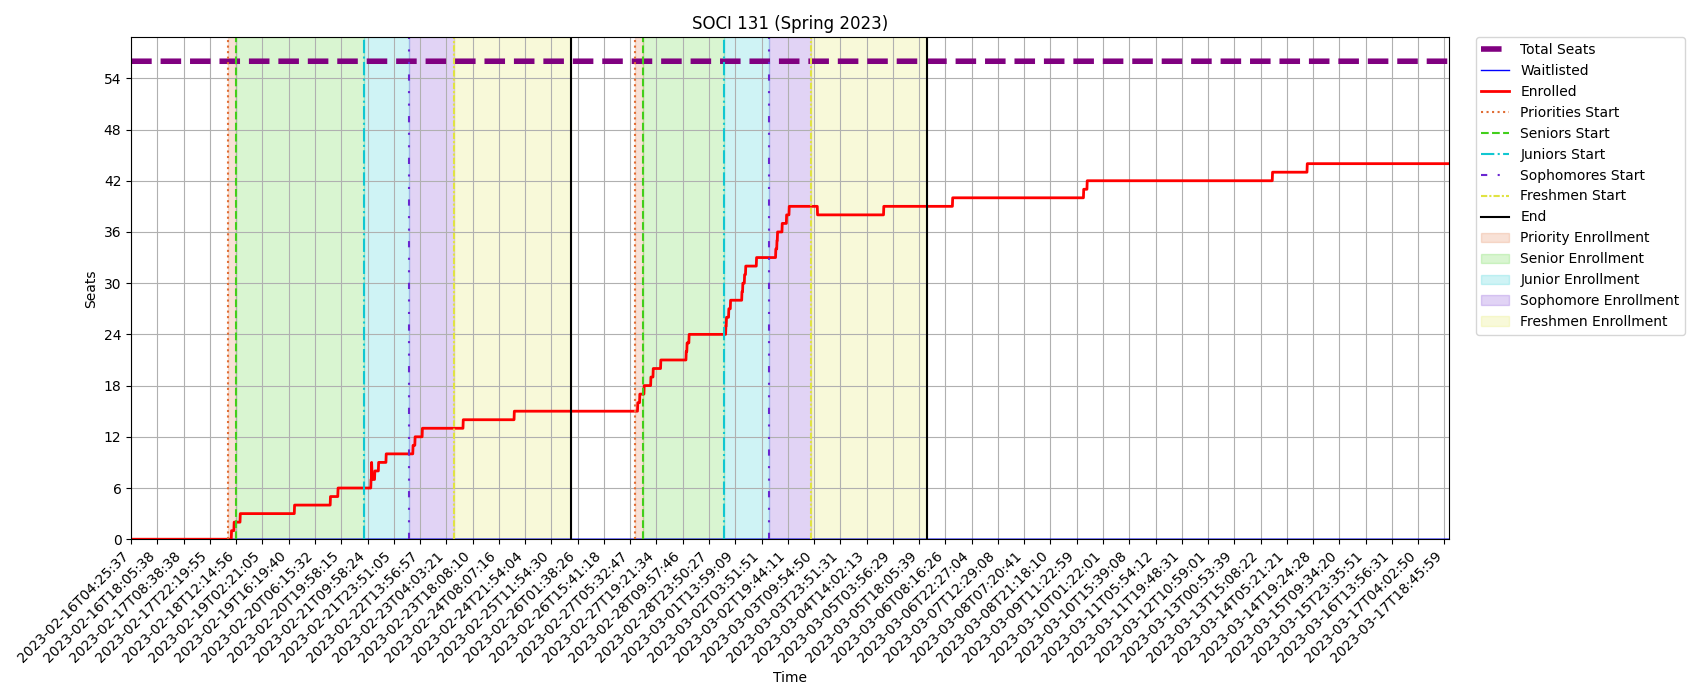 SOCI 131 (Spring 2023)
Total Seats
Waitlisted
Enrolled
Priorities Start
Seniors Start
Juniors Start
Sophomores Start
Freshmen Start
End
Priority Enrollment
Senior Enrollment
Junior Enrollment
Sophomore Enrollment
Freshmen Enrollment
Seats
54
48
42
36
30
24
18
12
6
0
2023-02-16T04:25:37
2023-02-16T18:05:38
2023-02-17T08:38:38
2023-02-17T22:19:55
2023-02-18T12:14:56
2023-02-19T02:21:05
2023-02-19T16:19:40
2023-02-20T06:15:32
2023-02-20T19:58:15
2023-02-21T09:58:24
2023-02-21T23:51:05
2023-02-22T13:56:57
2023-02-23T04:03:21
2023-02-23T18:08:10
2023-02-24T08:07:16
2023-02-24T21:54:04
2023-02-25T11:54:30
2023-02-26T01:38:26
2023-02-26T15:41:18
2023-02-27T05:32:47
2023-02-27T19:21:34
2023-02-28T09:57:46
2023-02-28T23:50:27
2023-03-01T13:59:09
2023-03-02T03:51:51
2023-03-02T19:44:11
2023-03-03T09:54:50
2023-03-03T23:51:31
2023-03-04T14:02:13
2023-03-05T03:56:29
2023-03-05T18:05:39
2023-03-06T08:16:26
2023-03-06T22:27:04
2023-03-07T12:29:08
2023-03-08T07:20:41
2023-03-08T21:18:10
2023-03-09T11:22:59
2023-03-10T01:22:01
2023-03-10T15:39:08
2023-03-11T05:54:12
2023-03-11T19:48:31
2023-03-12T10:59:01
2023-03-13T00:53:39
2023-03-13T15:08:22
2023-03-14T05:21:21
2023-03-14T19:24:28
2023-03-15T09:34:20
2023-03-15T23:35:51
2023-03-16T13:56:31
2023-03-17T04:02:50
2023-03-17T18:45:59
Time